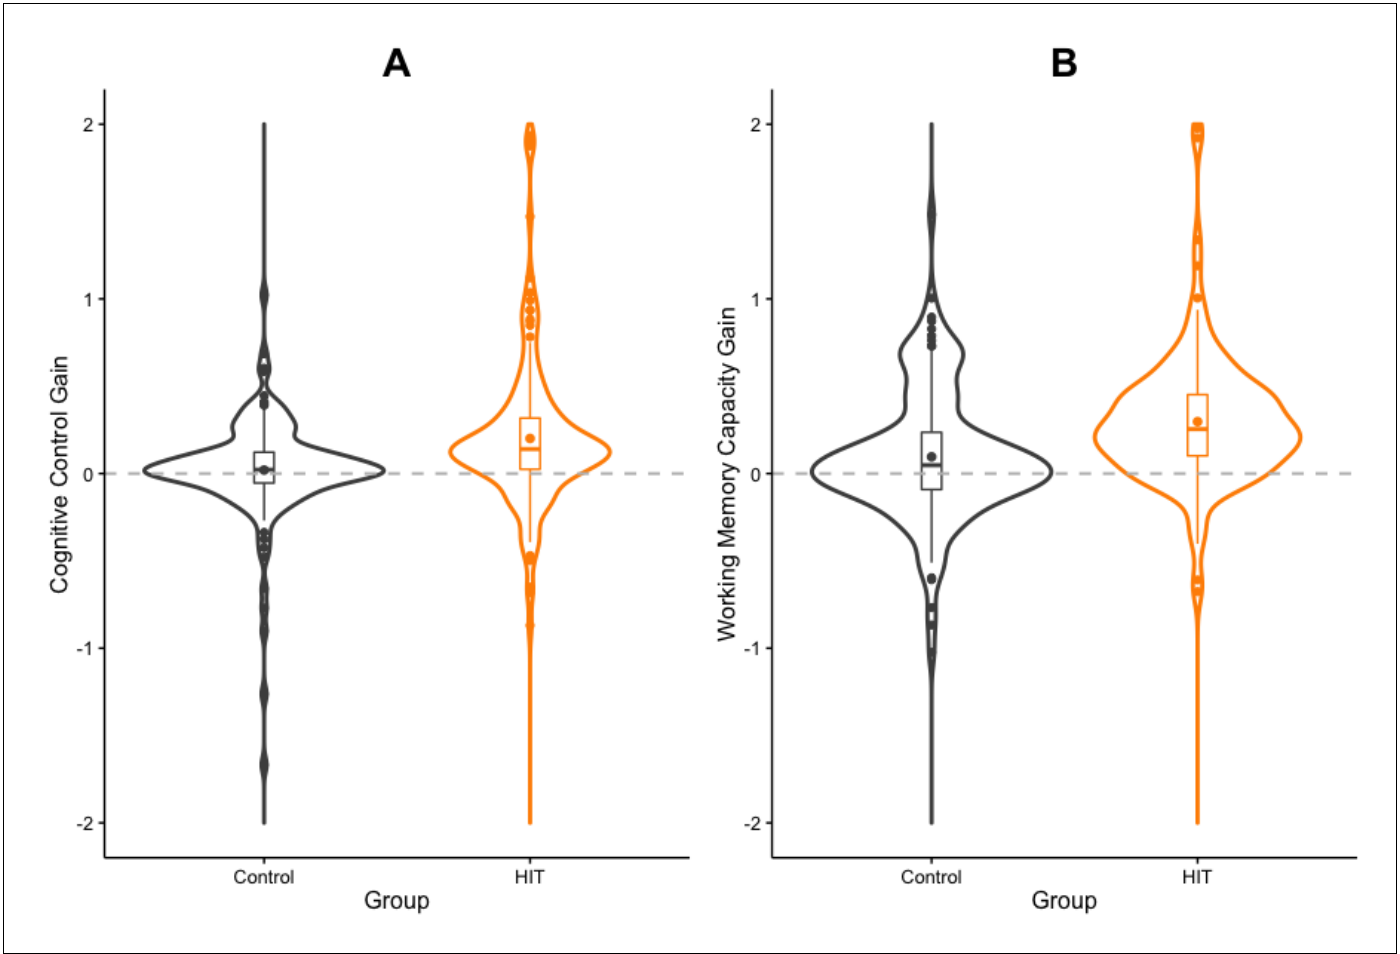 A
Cognitive Control Gain
2
1
0
-1
-2
Control
HIT
Group
B
Working Memory Capacity Gain
2
1
0
-1
-2
Control
HIT
Group